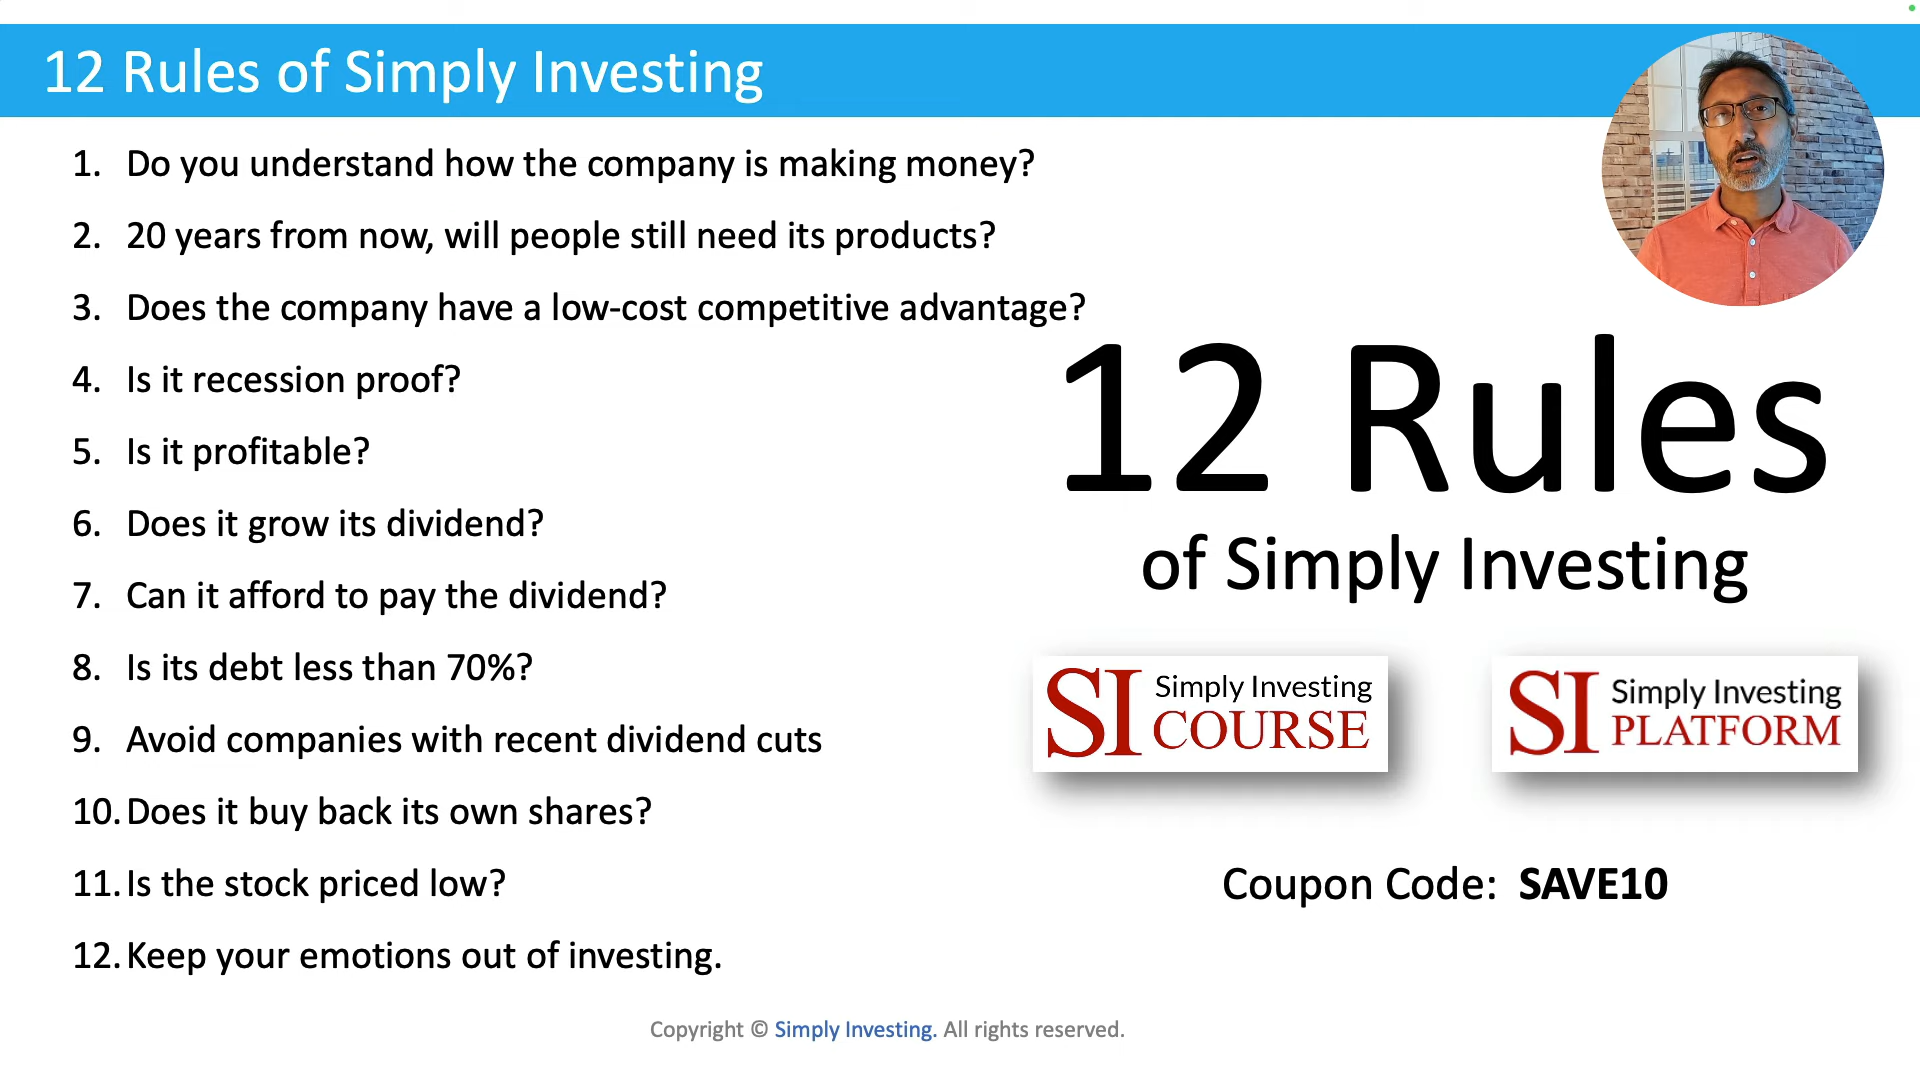 12 Rules of Simply Investing
1. Do you understand how the company is making money?
2. 20 years from now, will people still need its products?
3. Does the company have a low-cost competitive advantage?
4. Is it recession proof?
5. Is it profitable?
6. Does it grow its dividend?
7. Can it afford to pay the dividend?
8. Is its debt less than 70%?
9. Avoid companies with recent dividend cuts
10. Does it buy back its own shares?
11. Is the stock priced low?
12. Keep your emotions out of investing.
12 Rules
of Simply Investing
SI Simply Investing
COURSE
SI Simply Investing
PLATFORM
Coupon Code: SAVE10
Copyright © Simply Investing. All rights reserved.